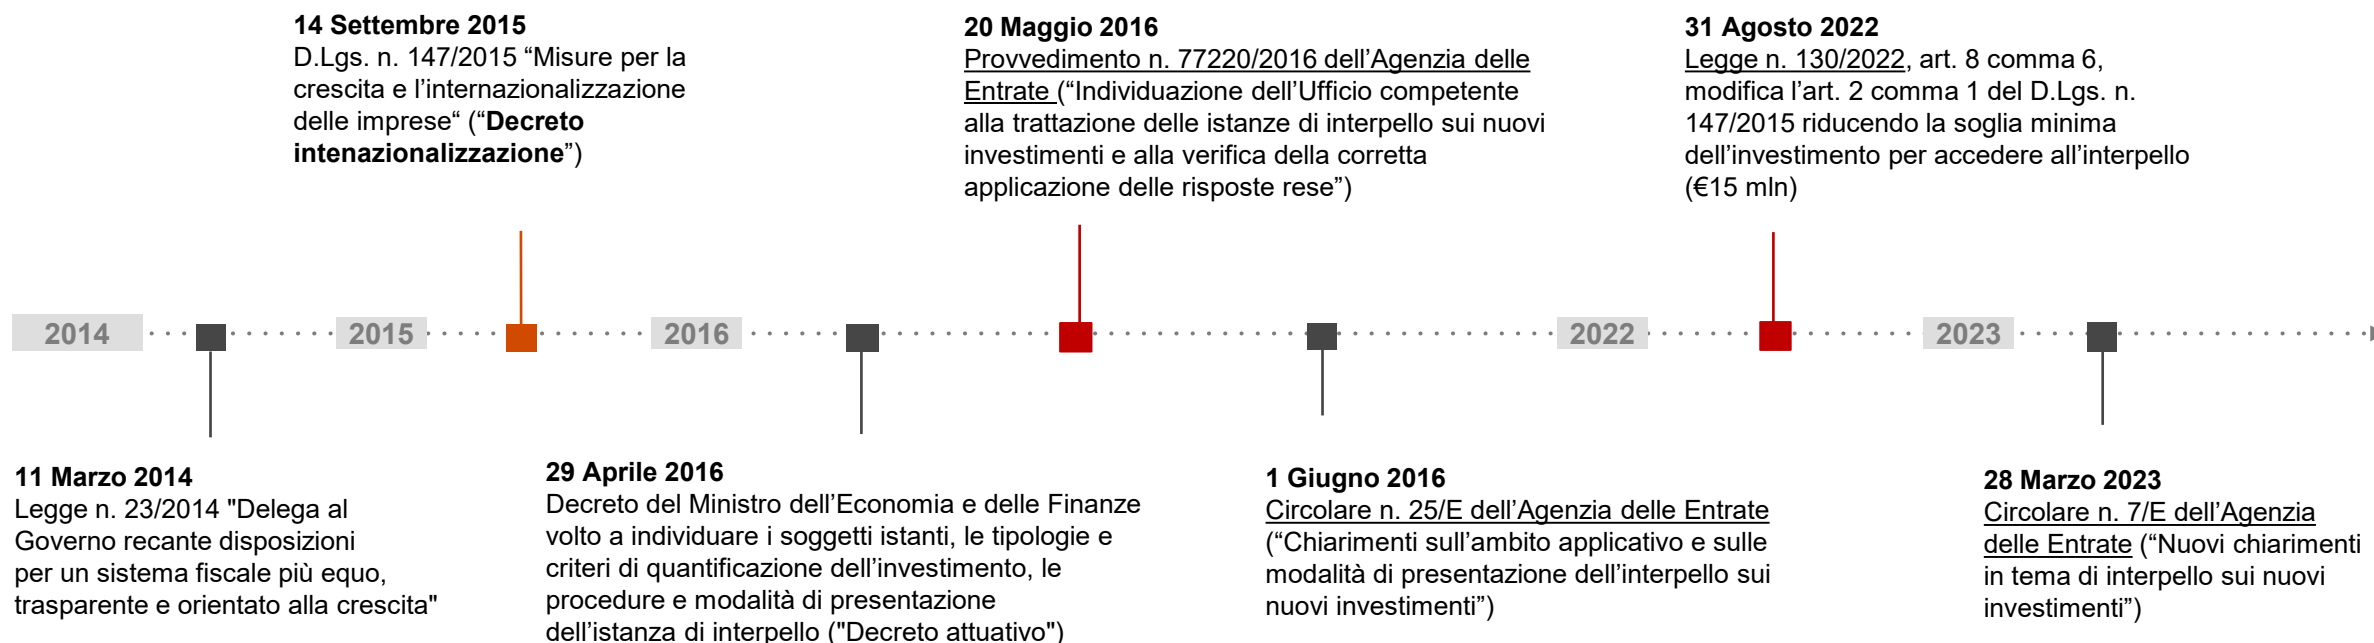 14 Settembre 2015
D.Lgs. n. 147/2015 “Misure per la
crescita e l’internazionalizzazione
delle imprese“ (“Decreto
intenazionalizzazione”)
20 Maggio 2016
Provvedimento n. 77220/2016 dell’Agenzia delle
Entrate (“Individuazione dell’Ufficio competente
alla trattazione delle istanze di interpello sui nuovi
investimenti e alla verifica della corretta
applicazione delle risposte rese”)
31 Agosto 2022
Legge n. 130/2022, art. 8 comma 6,
modifica l’art. 2 comma 1 del D.Lgs. n.
147/2015 riducendo la soglia minima
dell’investimento per accedere all’interpello
(€15 mln)
2014
2015
2016
2022
2023
11 Marzo 2014
Legge n. 23/2014 "Delega al
Governo recante disposizioni
per un sistema fiscale più equo,
trasparente e orientato alla crescita"
29 Aprile 2016
Decreto del Ministro dell’Economia e delle Finanze
volto a individuare i soggetti istanti, le tipologie e
criteri di quantificazione dell’investimento, le
procedure e modalità di presentazione
dell’istanza di interpello ("Decreto attuativo")
1 Giugno 2016
Circolare n. 25/E dell’Agenzia delle Entrate
(“Chiarimenti sull’ambito applicativo e sulle
modalità di presentazione dell’interpello sui
nuovi investimenti”)
28 Marzo 2023
Circolare n. 7/E dell’Agenzia
delle Entrate (“Nuovi chiarimenti
in tema di interpello sui nuovi
investimenti”)